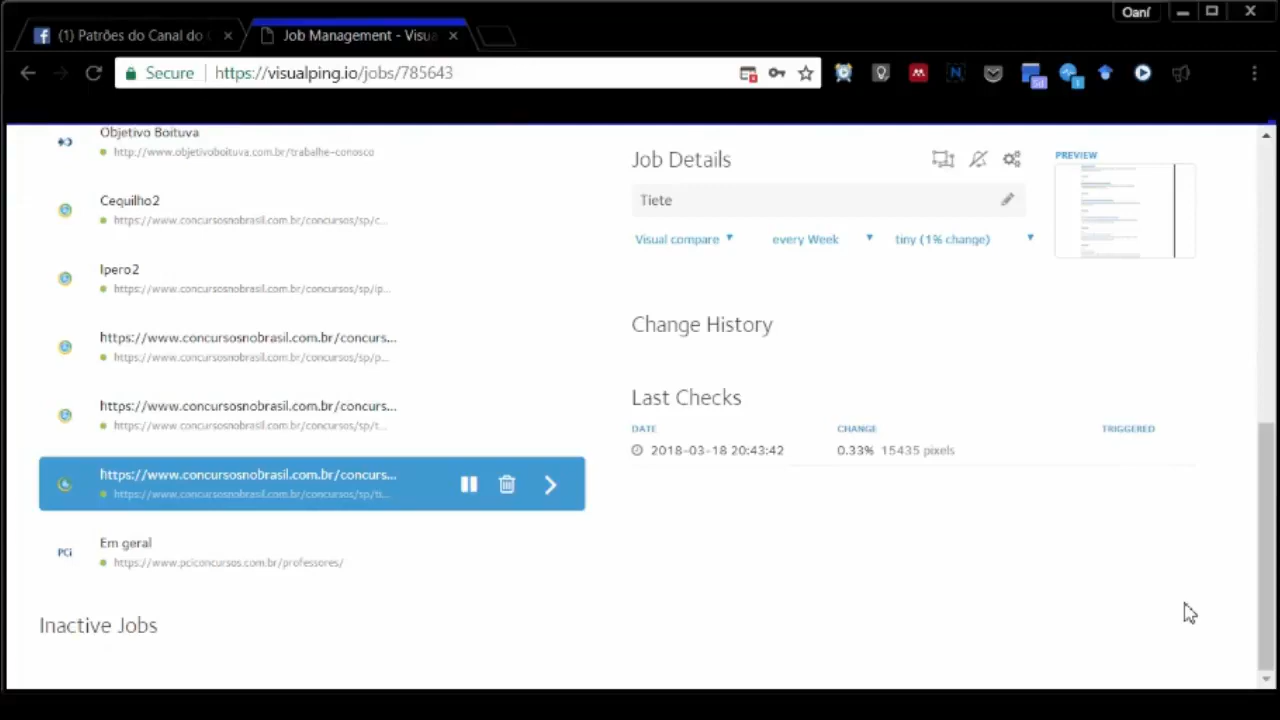 Oaní
(1) Patrões do Canal do
Job Management - Visua
Secure
https://visualping.io/jobs/785643
Objetivo Boituva
http://www.objetivoboituva.com.br/trabalhe-conosco
Cequilho2
https://www.concursosnobrasil.com.br/concursos/sp/c...
Ipero2
https://www.concursosnobrasil.com.br/concursos/sp/ip...
https://www.concursosnobrasil.com.br/concurs...
https://www.concursosnobrasil.com.br/concursos/sp/p...
https://www.concursosnobrasil.com.br/concurs...
https://www.concursosnobrasil.com.br/concursos/sp/t...
https://www.concursosnobrasil.com.br/concurs...
https://www.concursosnobrasil.com.br/concursos/sp/ti...
PCi
Em geral
https://www.pciconcursos.com.br/professores/
Inactive Jobs
Job Details
PREVIEW
Tiete
Visual compare every Week tiny (1% change)
Change History
Last Checks
DATE CHANGE TRIGGERED
2018-03-18 20:43:42 0.33% 15435 pixels